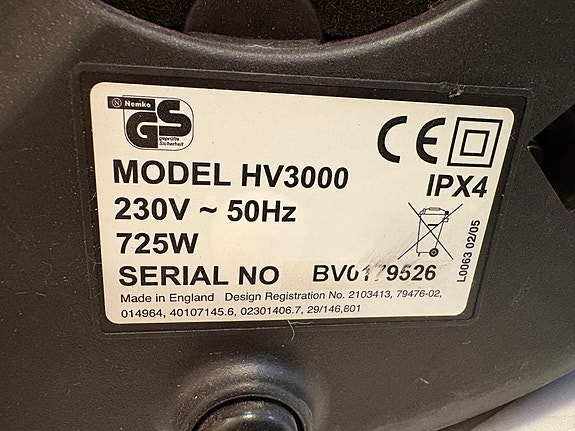 N Nemko
GS
geprüfte
Sicherheit
CE
MODEL HV3000
IPX4
230V ~ 50Hz
725W
SERIAL NO BV0179526
L0063 02/05
Made in England Design Registration No. 2103413, 79476-02,
014964, 40107145.6, 02301406.7, 29/146,801